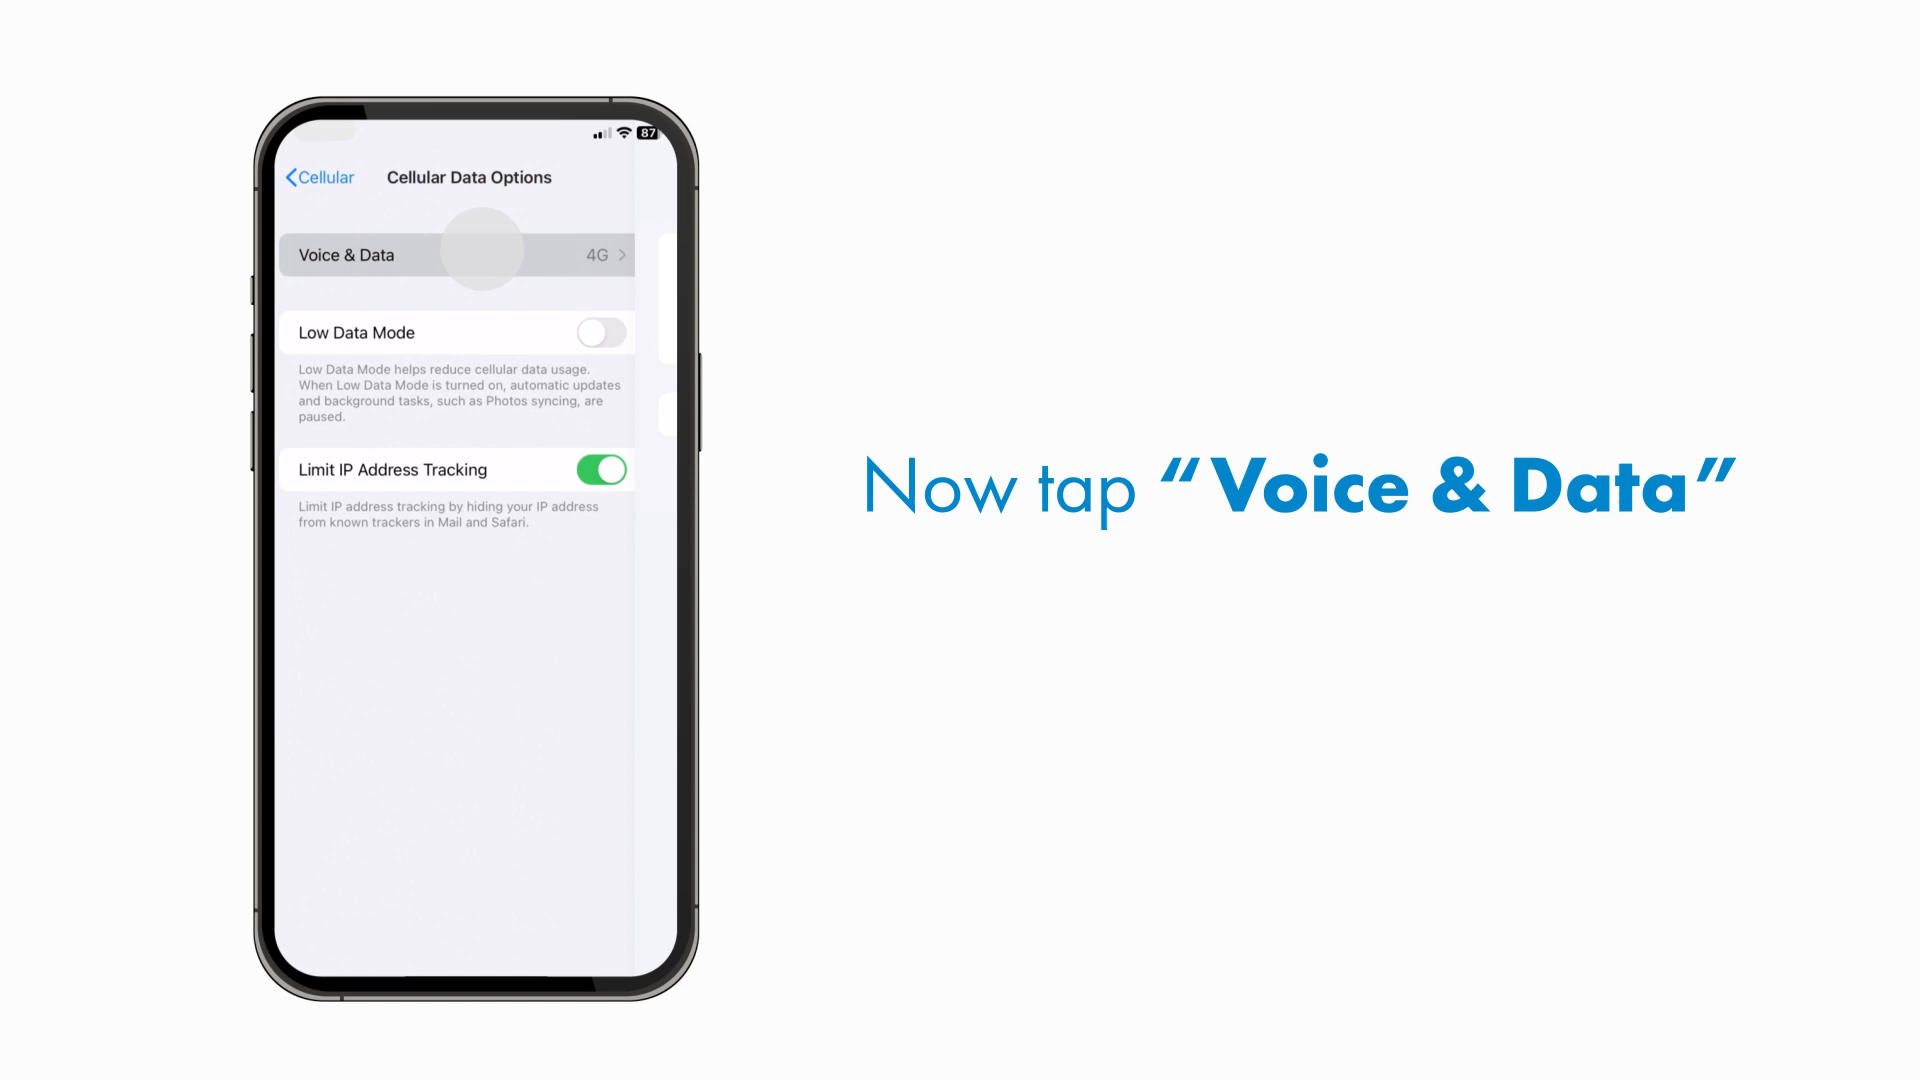 87
Cellular
Cellular Data Options
Voice & Data
4G
Low Data Mode
Low Data Mode helps reduce cellular data usage.
When Low Data Mode is turned on, automatic updates
and background tasks, such as Photos syncing, are
paused.
Limit IP Address Tracking
Limit IP address tracking by hiding your IP address
from known trackers in Mail and Safari.
Now tap “Voice & Data”